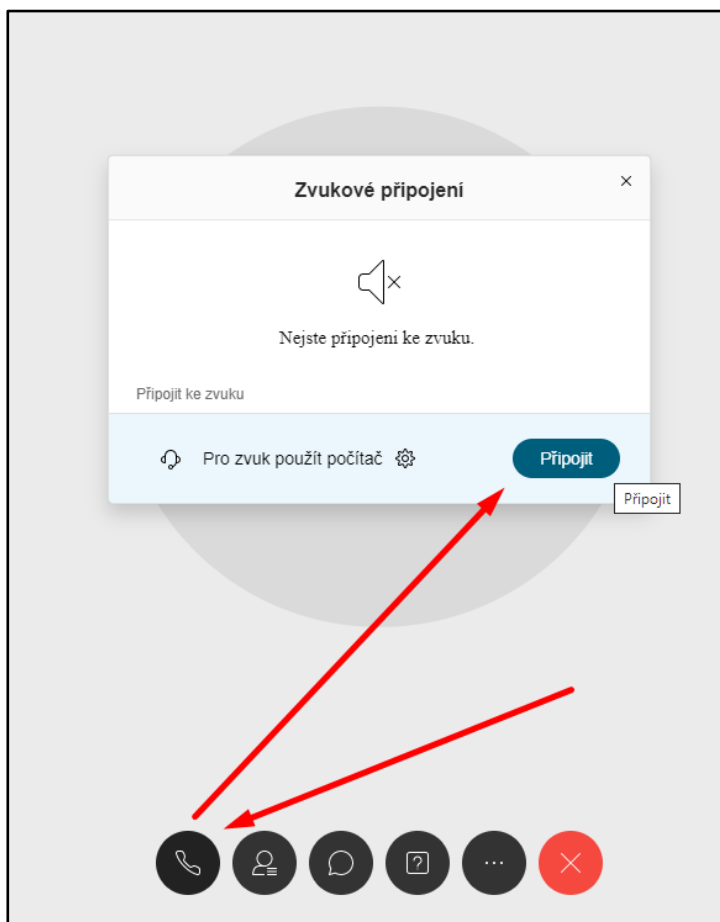 Zvukové připojení
Nejste připojeni ke zvuku.
Připojit ke zvuku
Pro zvuk použít počítač
Připojit
Připojit